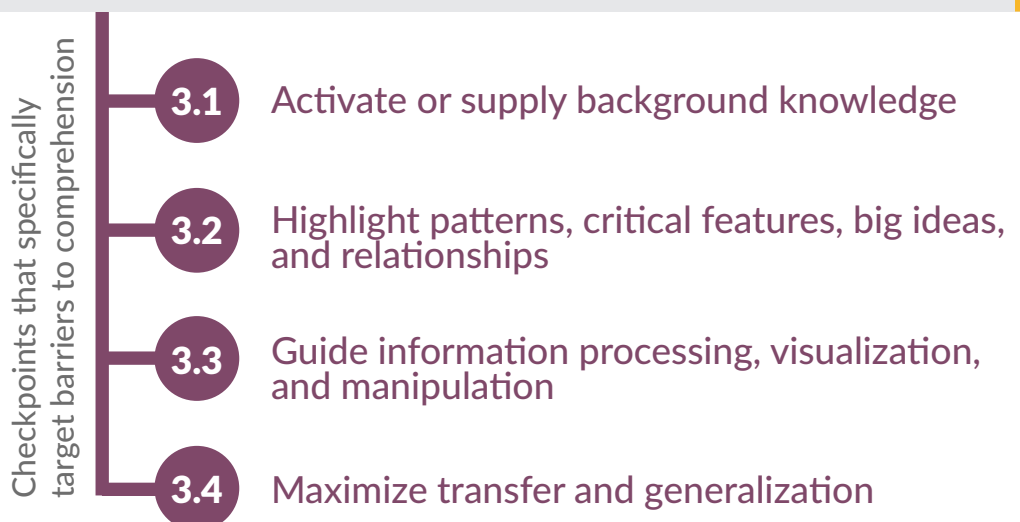 Checkpoints that specifically
target barriers to comprehension
3.1 Activate or supply background knowledge
3.2 Highlight patterns, critical features, big ideas,
and relationships
3.3 Guide information processing, visualization,
and manipulation
3.4 Maximize transfer and generalization